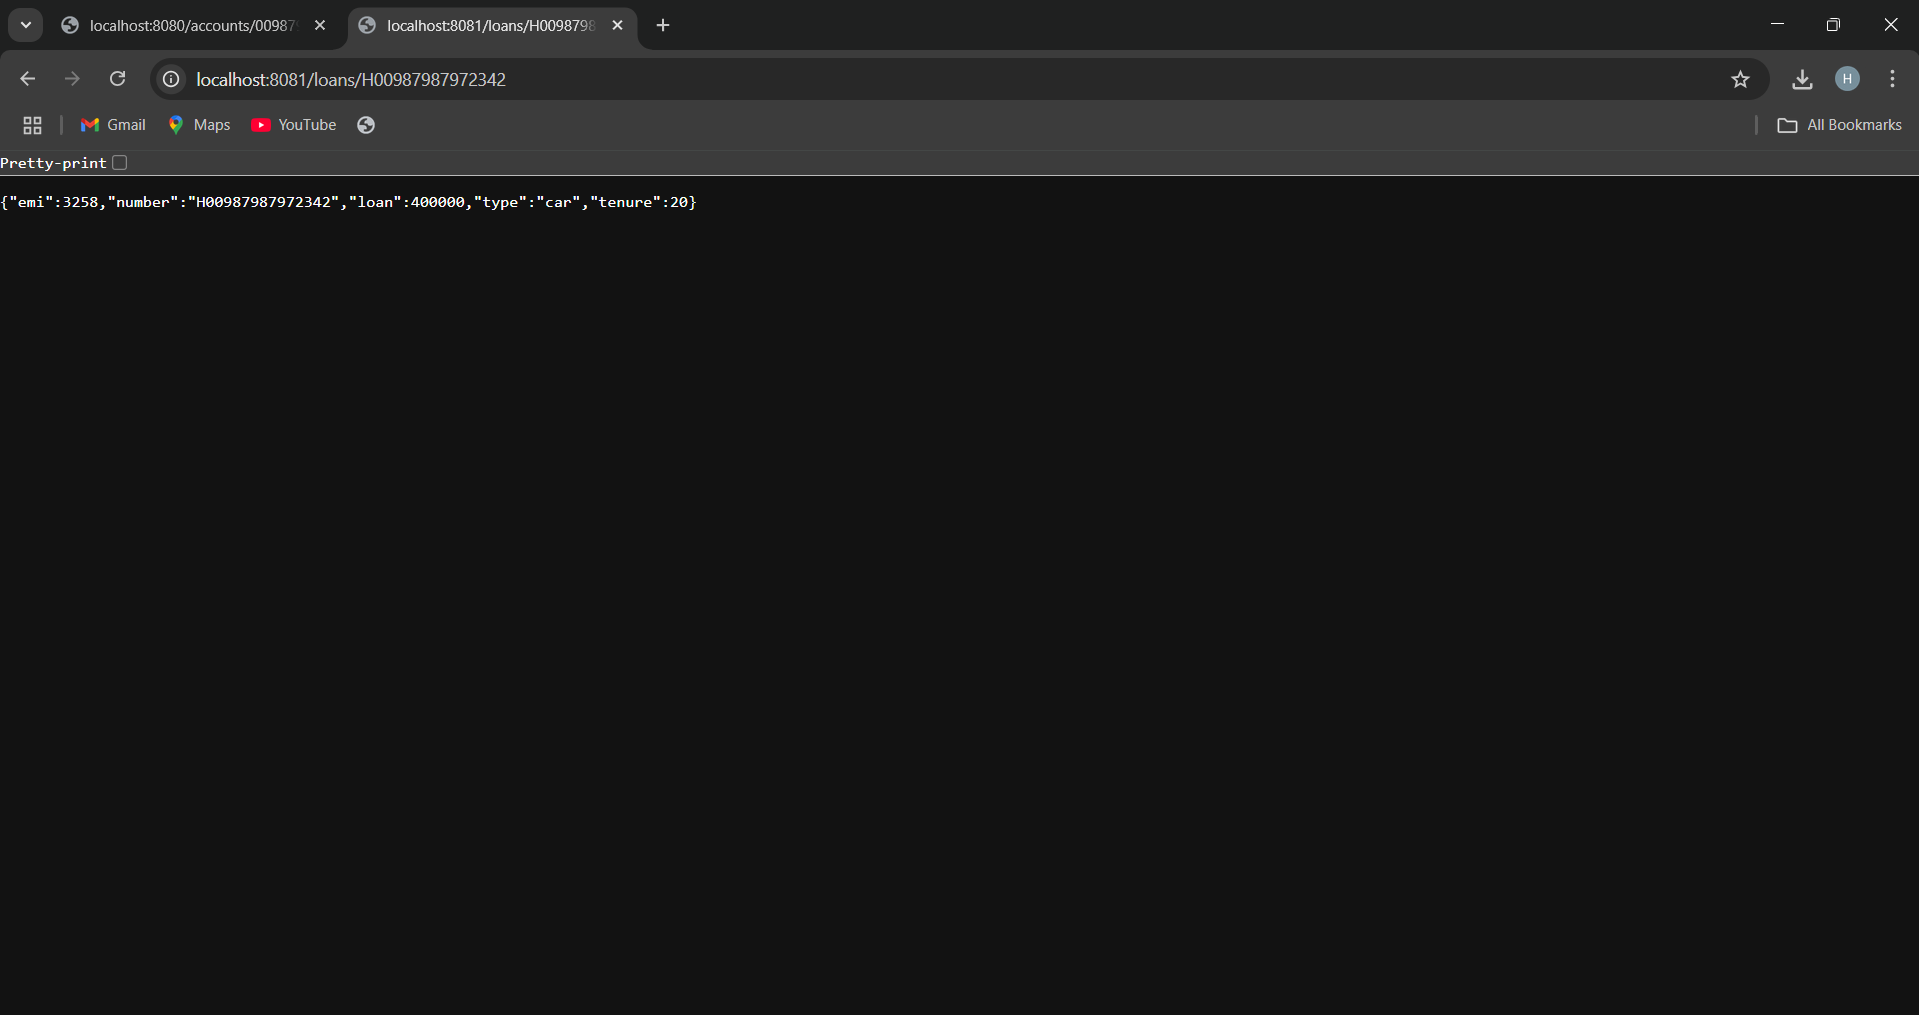 localhost:8080/accounts/00987
localhost:8081/loans/H0098798
localhost:8081/loans/H00987987972342
H
Gmail
Maps
YouTube
All Bookmarks
Pretty-print
{"emi":3258,"number":"H00987987972342","loan":400000,"type":"car","tenure":20}